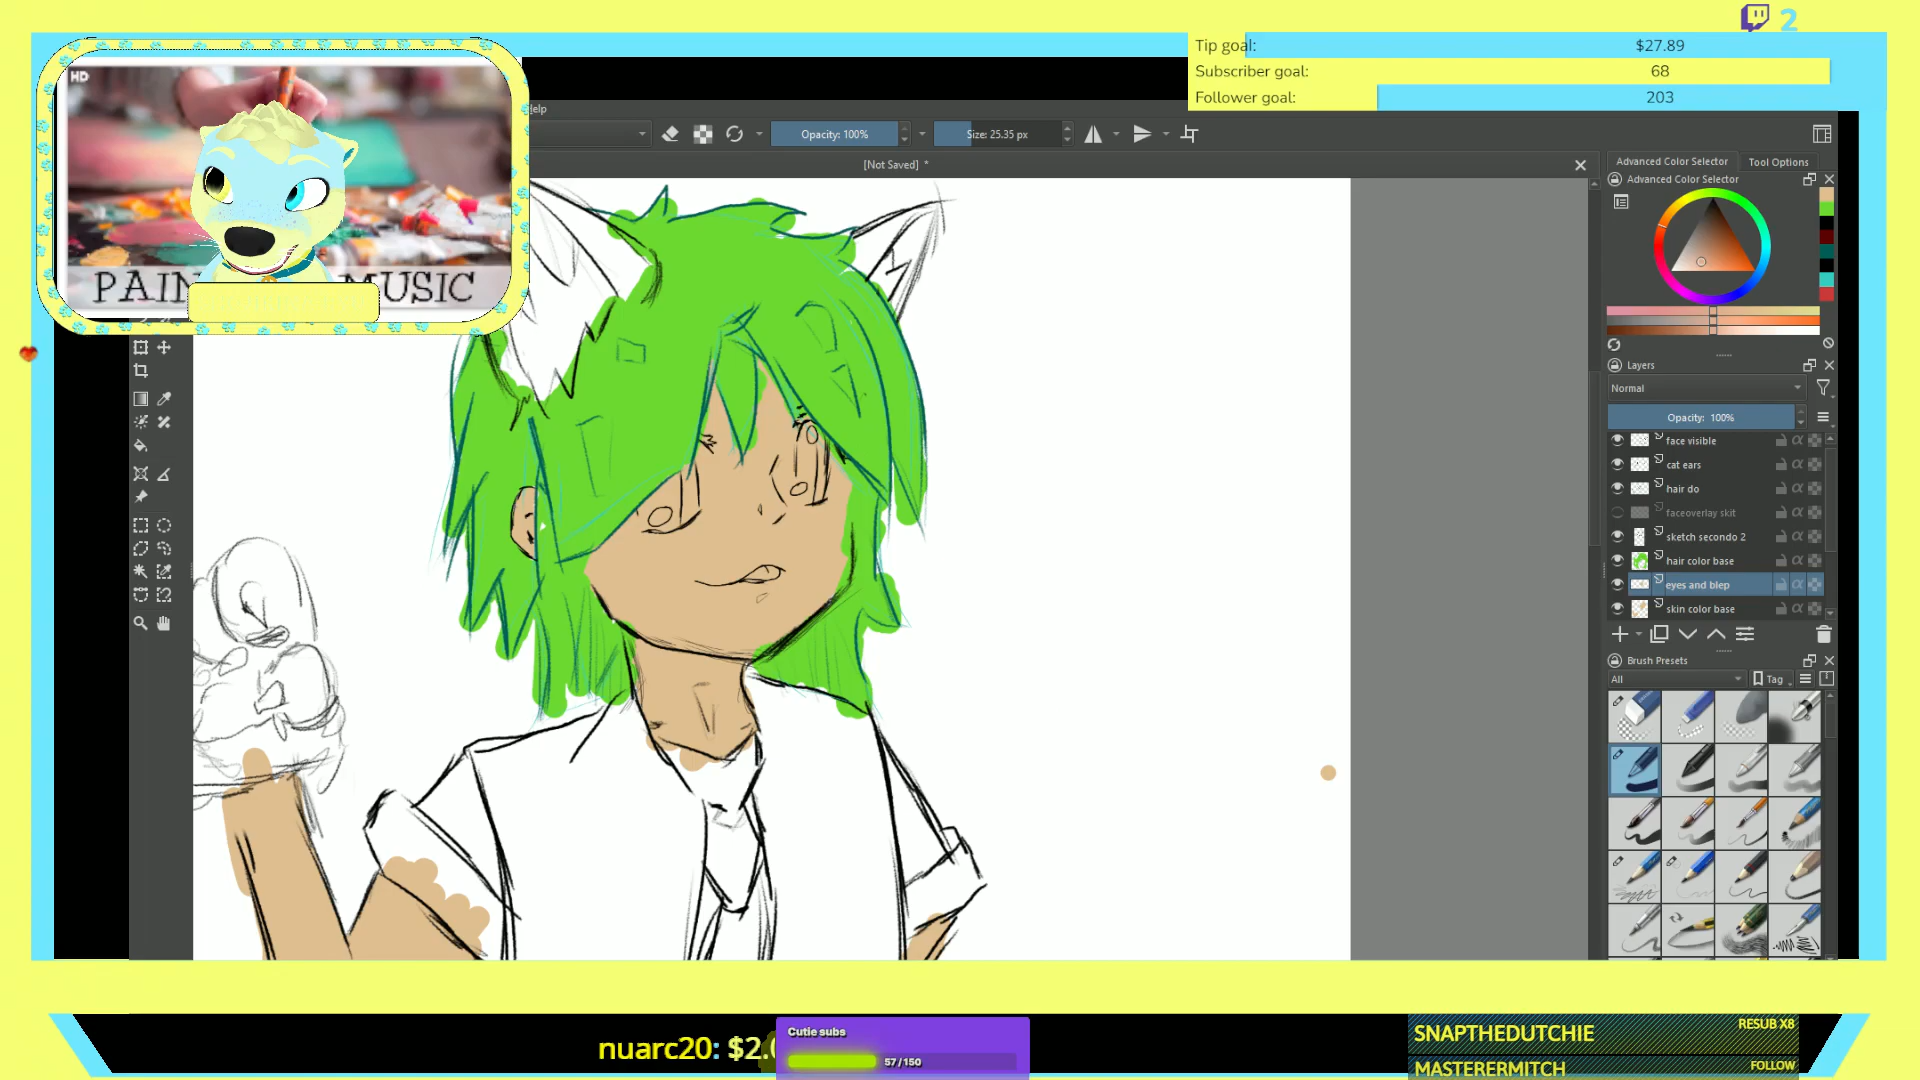 2
Tip goal: $27.89
Subscriber goal: 68
Follower goal: 203
HD
elp
Opacity: 100%
Size: 25.35 px
[Not Saved] *
Advanced Color Selector
Tool Options
Advanced Color Selector
Layers
Normal
Opacity: 100%
face visible
cat ears
hair do
faceoverlay skit
sketch secondo 2
hair color base
eyes and blep
skin color base
Brush Presets
All
Tag
PAIN
MUSIC
nuarc20: $2.0
Cutie subs
57/150
SNAPTHEDUTCHIE RESUB X8
MASTERERMITCH FOLLOW